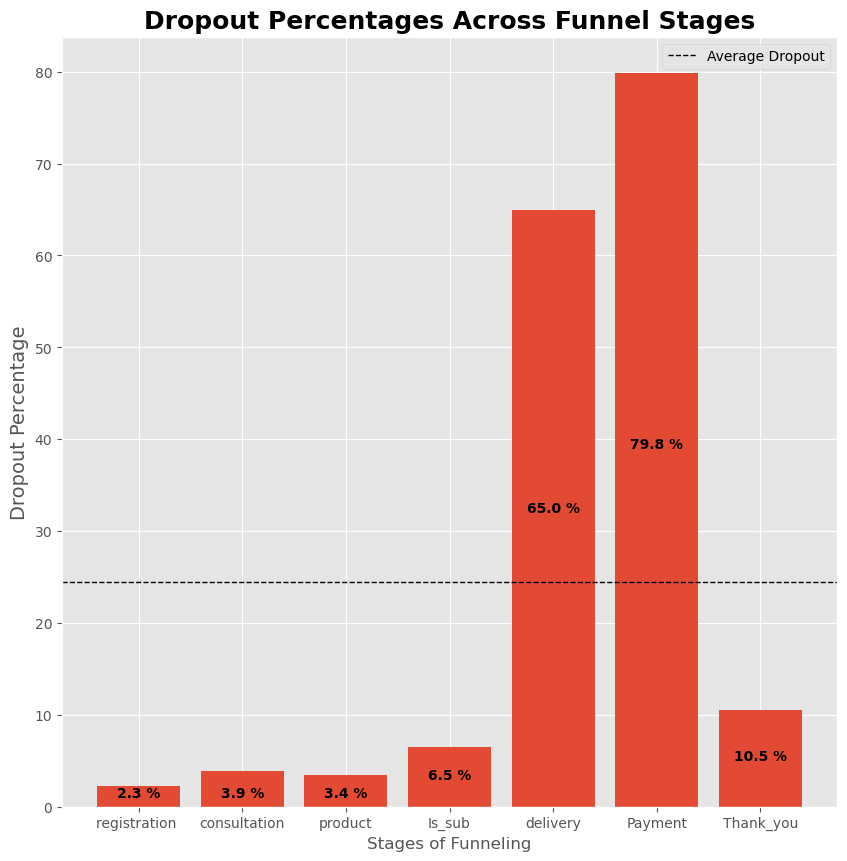 Dropout Percentages Across Funnel Stages
Average Dropout
Dropout Percentage
80
70
60
50
40
30
20
10
0
2.3 %
3.9 %
3.4 %
6.5 %
65.0 %
79.8 %
10.5 %
registration
consultation
product
Is_sub
delivery
Payment
Thank_you
Stages of Funneling